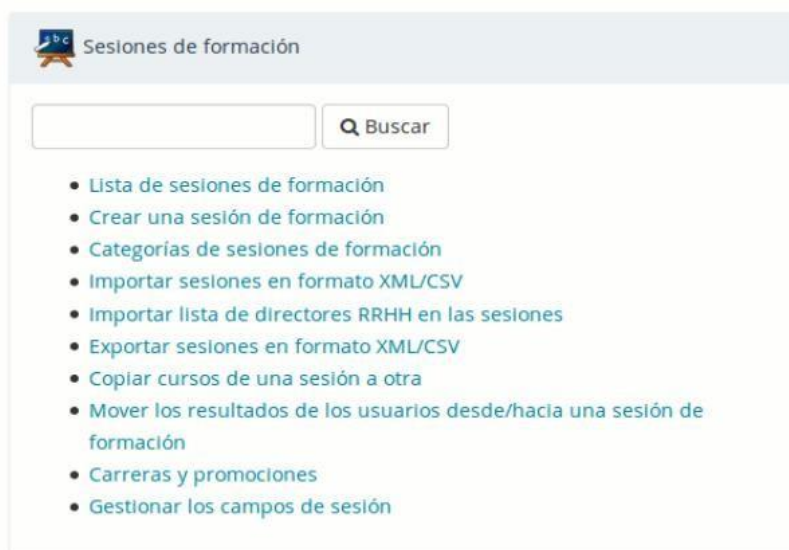 abc
Sesiones de formación
Buscar
Lista de sesiones de formación
Crear una sesión de formación
Categorías de sesiones de formación
Importar sesiones en formato XML/CSV
Importar lista de directores RRHH en las sesiones
Exportar sesiones en formato XML/CSV
Copiar cursos de una sesión a otra
Mover los resultados de los usuarios desde/hacia una sesión de
formación
Carreras y promociones
Gestionar los campos de sesión